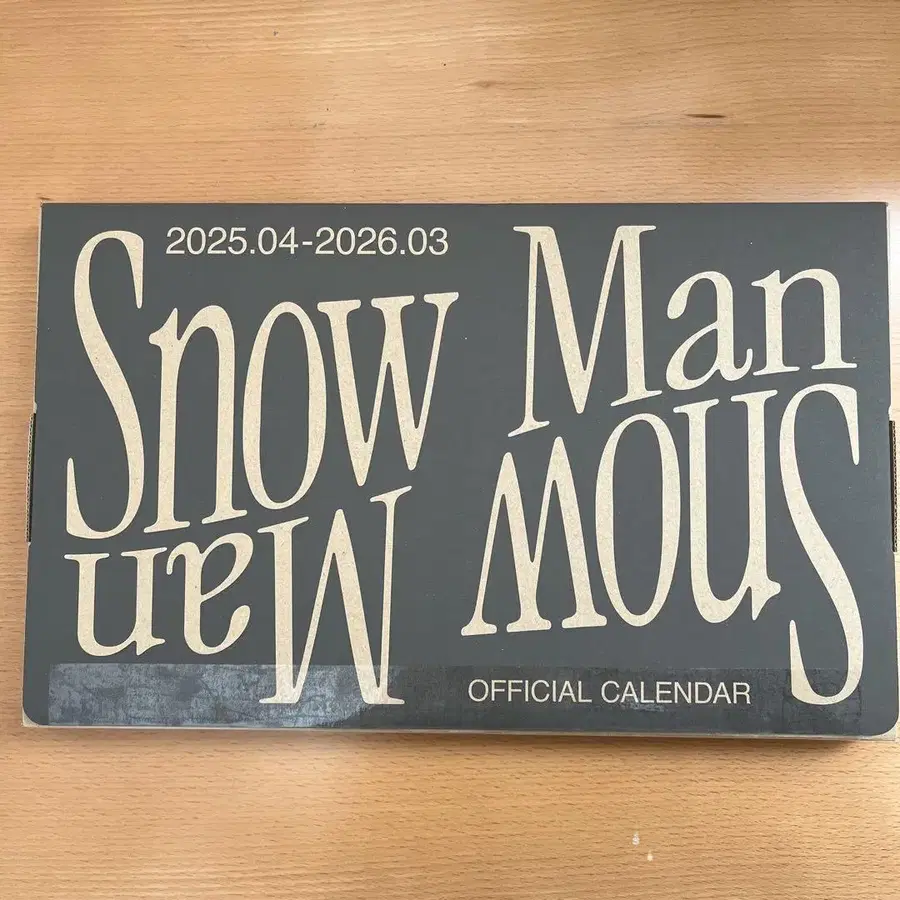 2025.04-2026.03
Snow Man
Snow Man
OFFICIAL CALENDAR